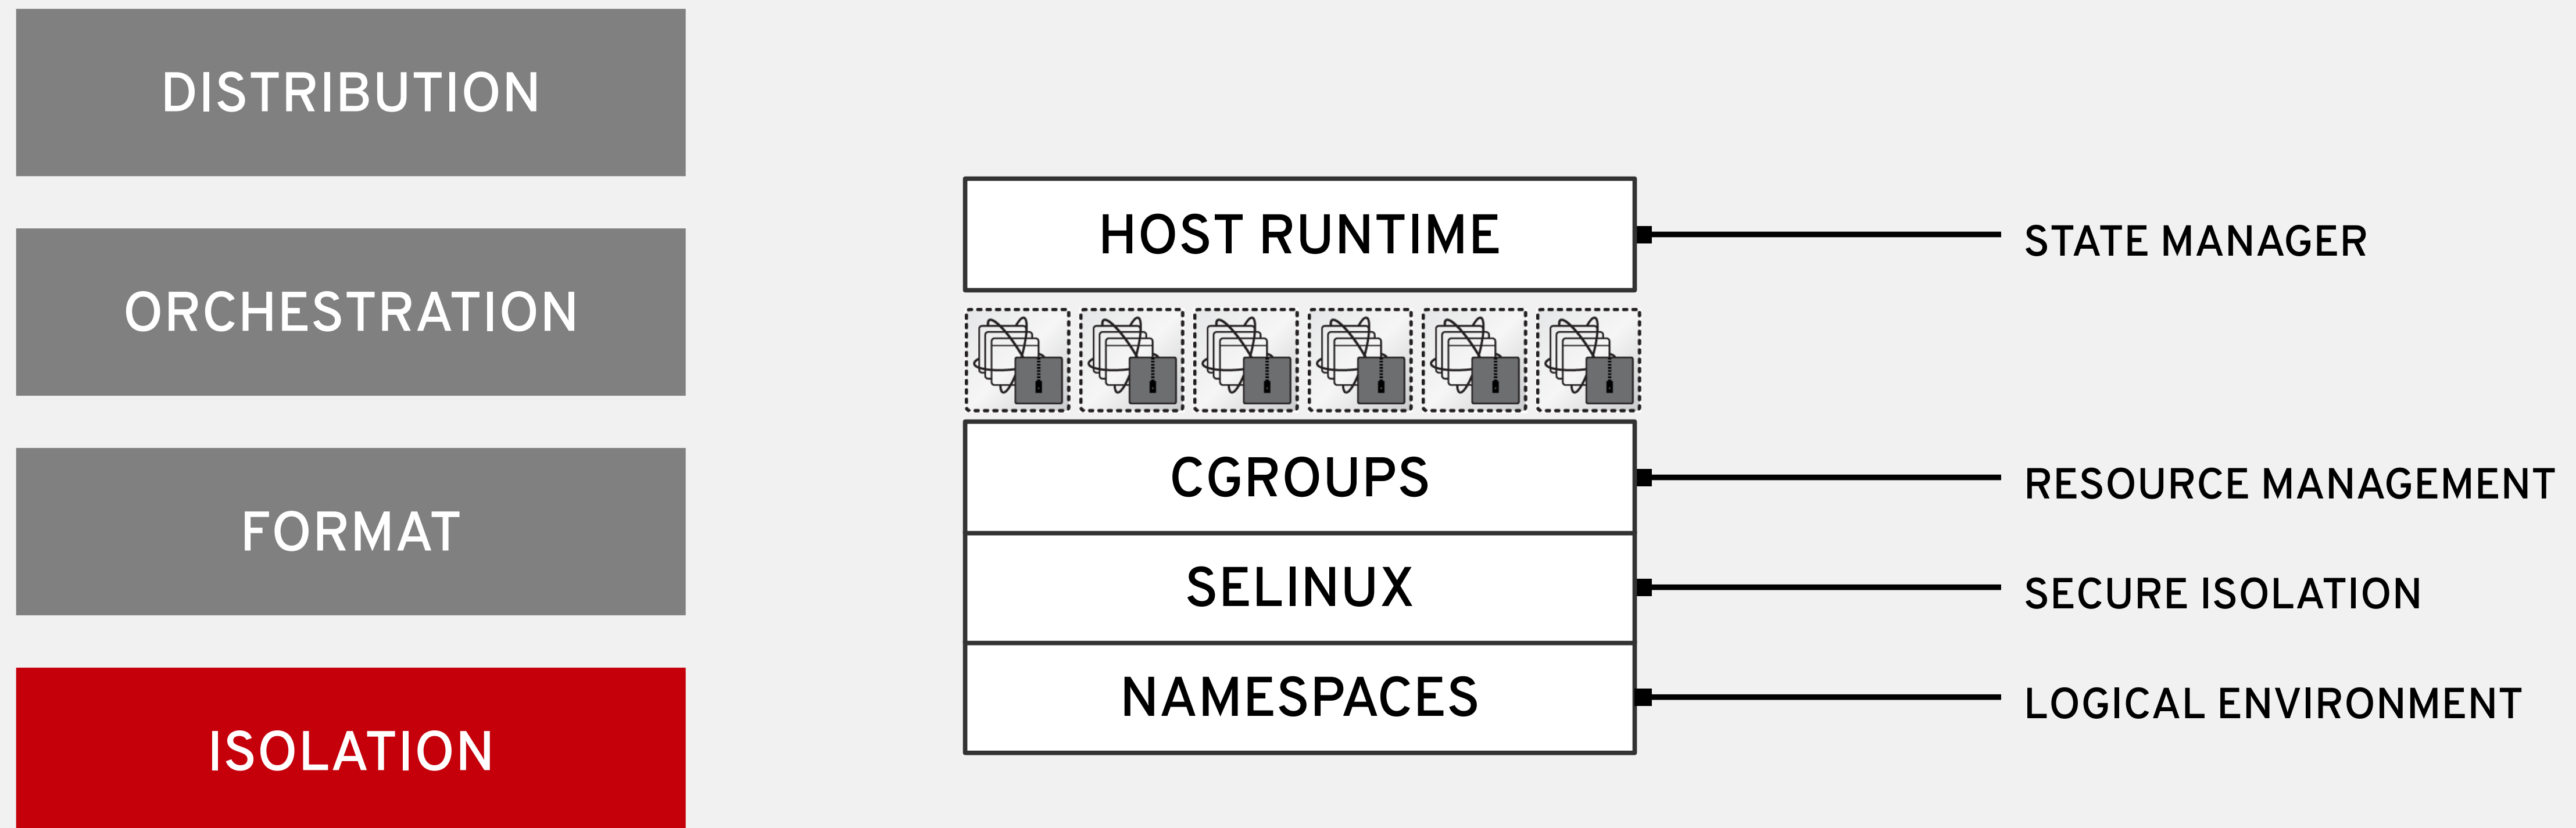 DISTRIBUTION
ORCHESTRATION
FORMAT
ISOLATION
HOST RUNTIME
STATE MANAGER
CGROUPS
RESOURCE MANAGEMENT
SELINUX
SECURE ISOLATION
NAMESPACES
LOGICAL ENVIRONMENT